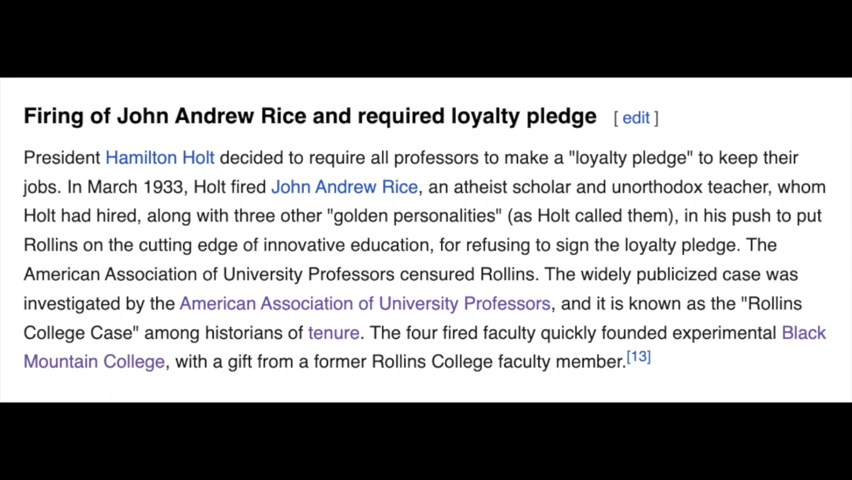 Firing of John Andrew Rice and required loyalty pledge [ edit ]
President Hamilton Holt decided to require all professors to make a "loyalty pledge" to keep their
jobs. In March 1933, Holt fired John Andrew Rice, an atheist scholar and unorthodox teacher, whom
Holt had hired, along with three other "golden personalities" (as Holt called them), in his push to put
Rollins on the cutting edge of innovative education, for refusing to sign the loyalty pledge. The
American Association of University Professors censured Rollins. The widely publicized case was
investigated by the American Association of University Professors, and it is known as the "Rollins
College Case" among historians of tenure. The four fired faculty quickly founded experimental Black
Mountain College, with a gift from a former Rollins College faculty member.[13]